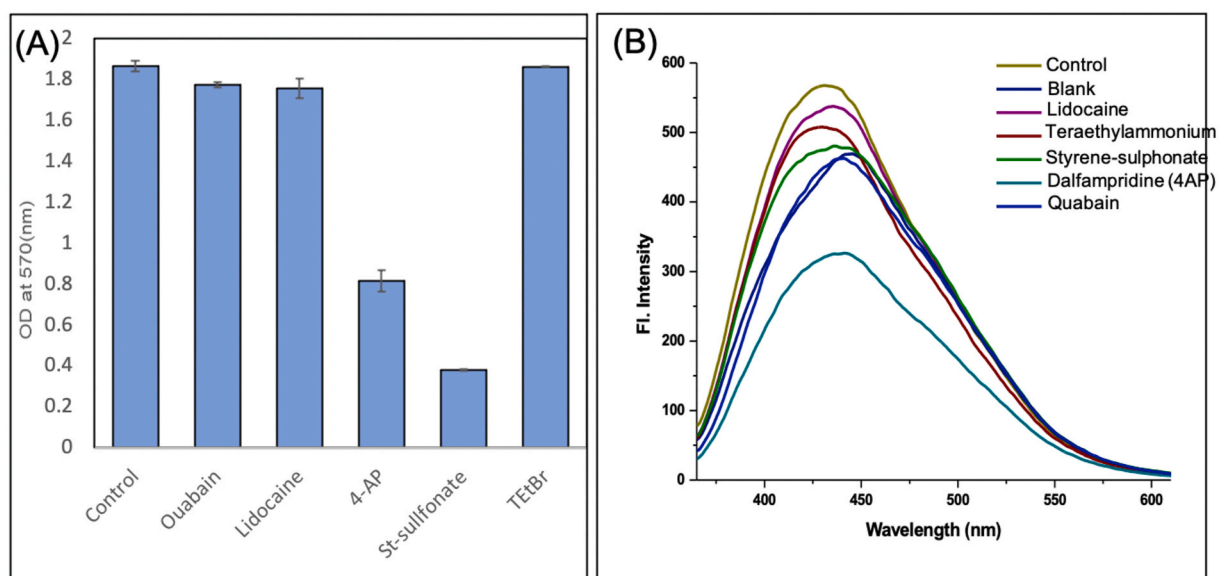 (A)
2
1.8
1.6
1.4
1.2
1
0.8
0.6
0.4
0.2
0
OD at 570(nm)
Control
Ouabain
Lidocaine
4-AP
St-sullfonate
TEtBr
(B)
600
500
400
300
200
100
0
Fl. Intensity
400
450
500
550
600
Wavelength (nm)
Control
Blank
Lidocaine
Teraethylammonium
Styrene-sulphonate
Dalfampridine (4AP)
Quabain